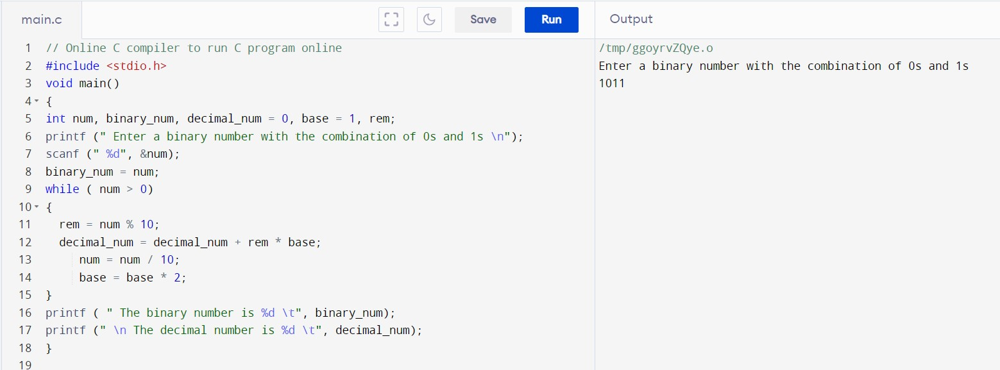 main.c
Save
Run
Output
1 // Online C compiler to run C program online
2 #include <stdio.h>
3 void main()
4 {
5 int num, binary_num, decimal_num = 0, base = 1, rem;
6 printf (" Enter a binary number with the combination of 0s and 1s \n");
7 scanf (" %d", &num);
8 binary_num = num;
9 while ( num > 0)
10 {
11 rem = num % 10;
12 decimal_num = decimal_num + rem * base;
13 num = num / 10;
14 base = base * 2;
15 }
16 printf ( " The binary number is %d \t", binary_num);
17 printf (" \n The decimal number is %d \t", decimal_num);
18 }
19
/tmp/ggoyrvZQye.o
Enter a binary number with the combination of 0s and 1s
1011